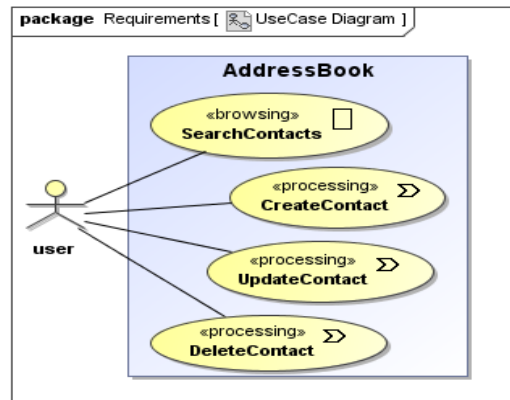 package Requirements [ UseCase Diagram ]
AddressBook
«browsing»
SearchContacts
«processing»
CreateContact
user
«processing»
UpdateContact
«processing»
DeleteContact